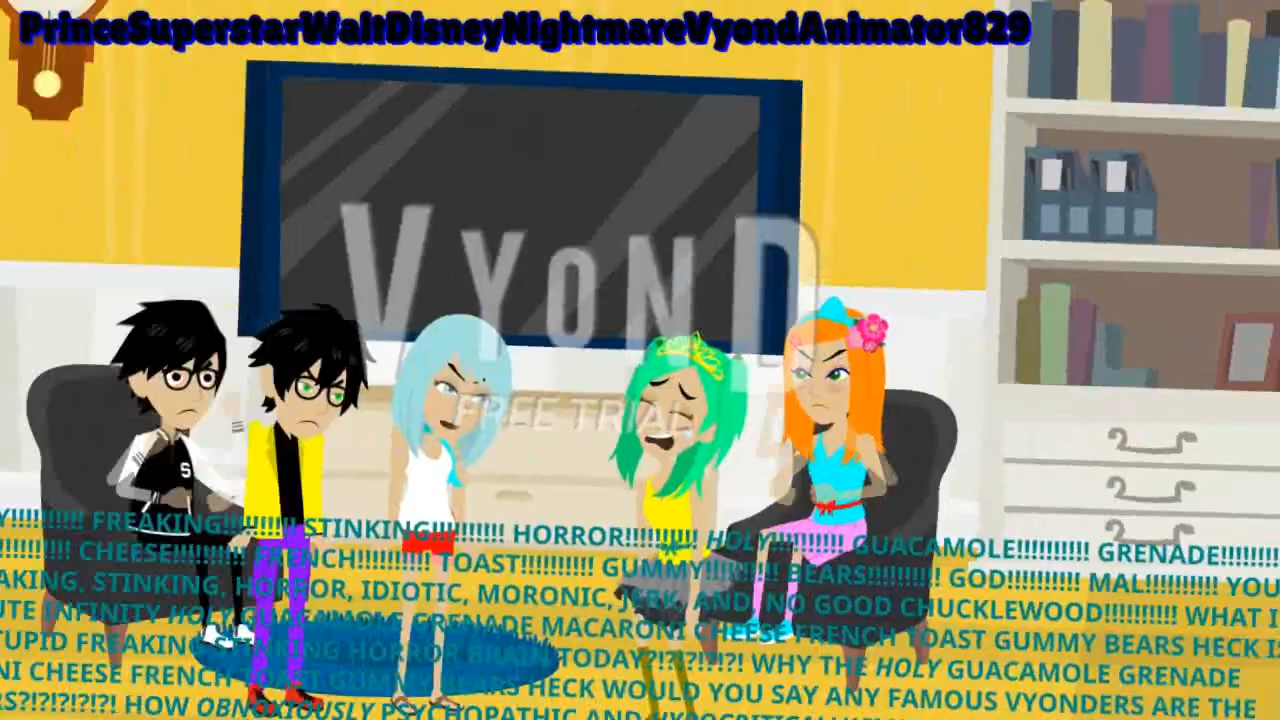 PrinceSuperstarWaltDisneyNightmareVyondAnimator829
VYOND
FREE TRIAL
S
Y!!!!!!!!!! FREAKING!!!!!!!!!! STINKING!!!!!!!!!! HORROR!!!!!!!!!! HOLY!!!!!!!!!! GUACAMOLE!!!!!!!!!! GRENADE!!!!!!!!!
!!!!!!!!!! CHEESE!!!!!!!!!! FRENCH!!!!!!!!!! TOAST!!!!!!!!!! GUMMY!!!!!!!!!! BEARS!!!!!!!!!! GOD!!!!!!!!!! MAL!!!!!!!!!! YOU
AKING, STINKING, HORROR, IDIOTIC, MORONIC, JERK, AND, NO GOOD CHUCKLEWOOD!!!!!!!!!! WHAT I
UTE INFINITY HOLY GUACAMOLE GRENADE MACARONI CHEESE FRENCH TOAST GUMMY BEARS HECK IS
TUPID FREAKING STINKING HORROR BRAIN TODAY?!?!?!?!?! WHY THE HOLY GUACAMOLE GRENADE
NI CHEESE FRENCH TOAST GUMMY BEARS HECK WOULD YOU SAY ANY FAMOUS VYONDERS ARE THE
RS?!?!?!?!?! HOW OBNOXIOUSLY PSYCHOPATHIC AND HYPOCRITICAL